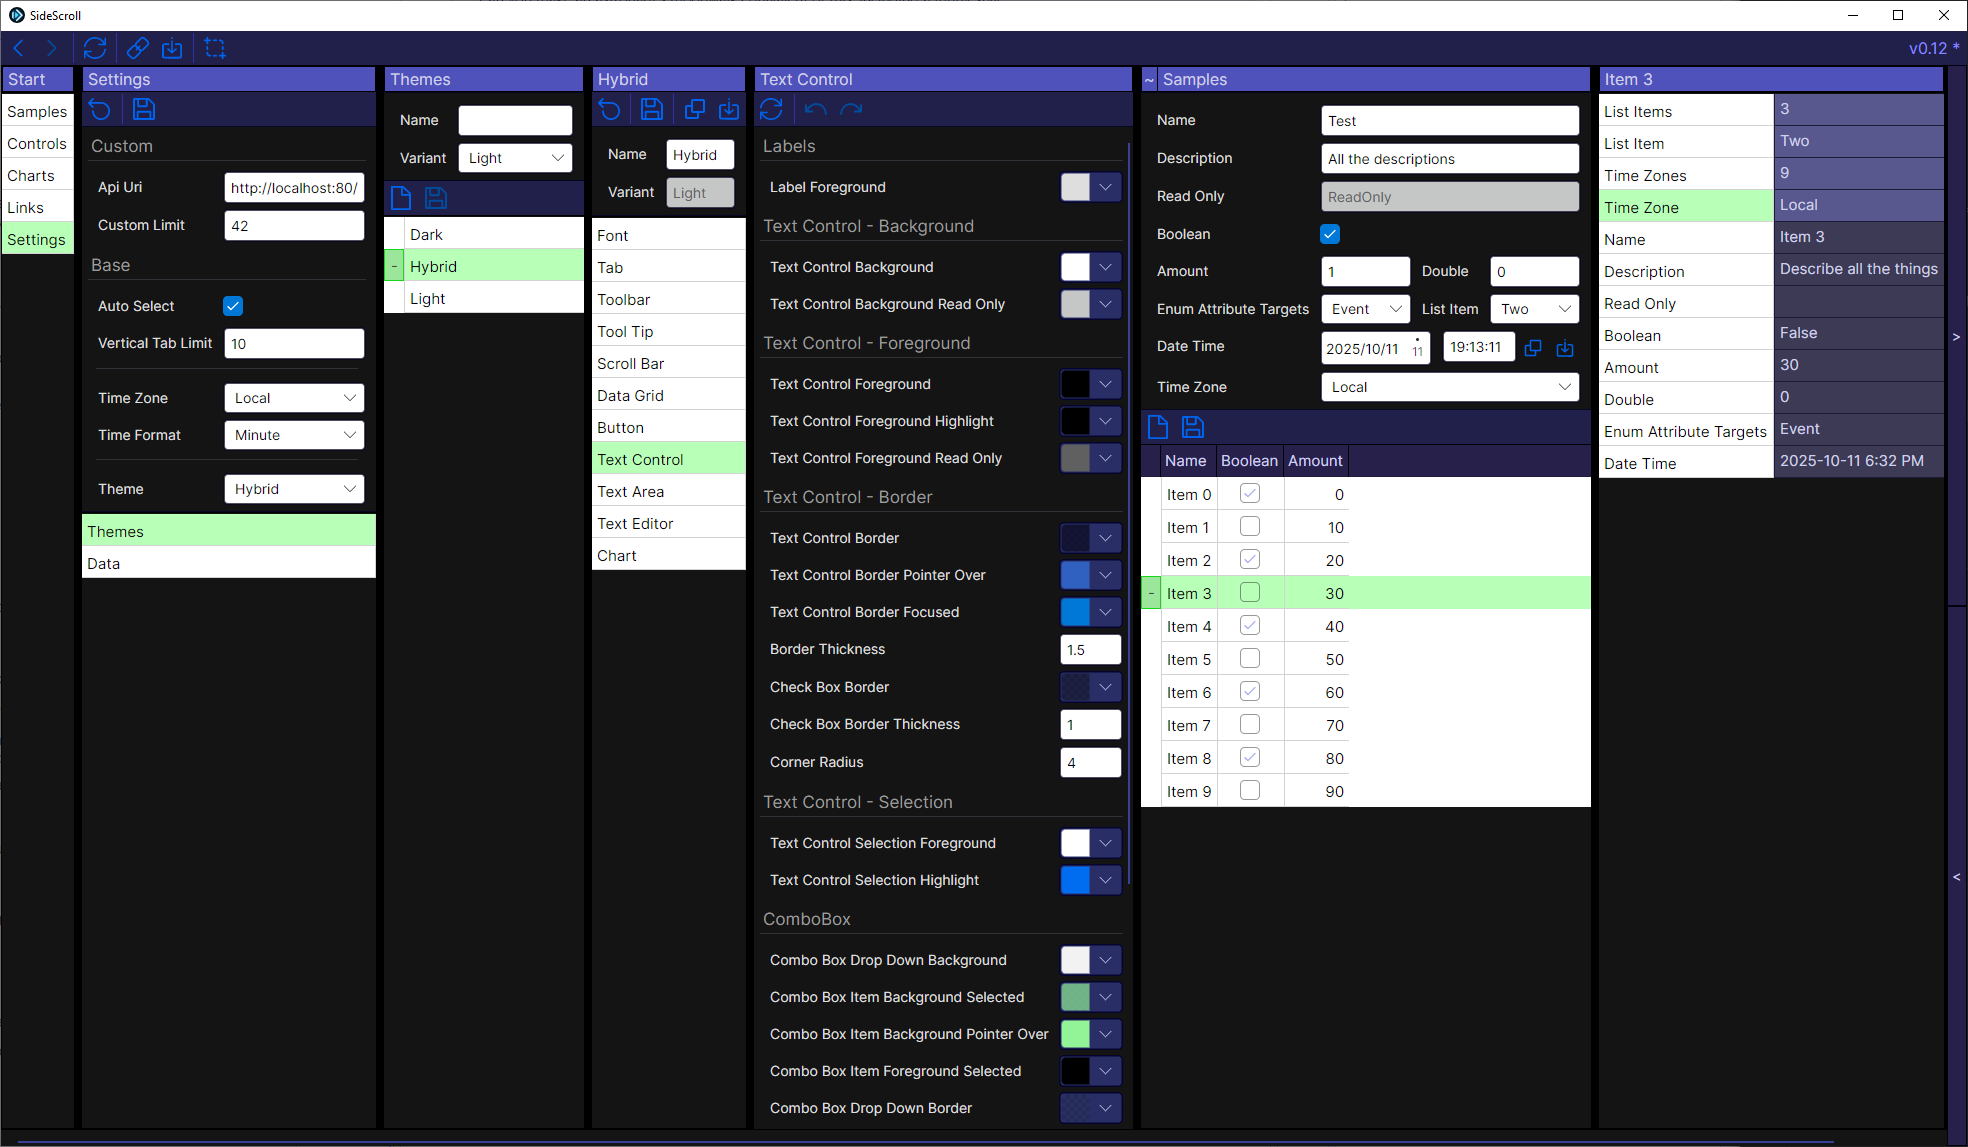 SideScroll
v0.12 *
Start
Samples
Controls
Charts
Links
Settings
Settings
Custom
Api Uri http://localhost:80/
Custom Limit 42
Base
Auto Select
Vertical Tab Limit 10
Time Zone Local
Time Format Minute
Theme Hybrid
Themes
Data
Themes
Name
Variant Light
Dark
- Hybrid
Light
Hybrid
Name Hybrid
Variant Light
Font
Tab
Toolbar
Tool Tip
Scroll Bar
Data Grid
Button
Text Control
Text Area
Text Editor
Chart
Text Control
Labels
Label Foreground
Text Control - Background
Text Control Background
Text Control Background Read Only
Text Control - Foreground
Text Control Foreground
Text Control Foreground Highlight
Text Control Foreground Read Only
Text Control - Border
Text Control Border
Text Control Border Pointer Over
Text Control Border Focused
Border Thickness 1.5
Check Box Border
Check Box Border Thickness 1
Corner Radius 4
Text Control - Selection
Text Control Selection Foreground
Text Control Selection Highlight
ComboBox
Combo Box Drop Down Background
Combo Box Item Background Selected
Combo Box Item Background Pointer Over
Combo Box Item Foreground Selected
Combo Box Drop Down Border
~ Samples
Name Test
Description All the descriptions
Read Only ReadOnly
Boolean
Amount 1 Double 0
Enum Attribute Targets Event List Item Two
Date Time 2025/10/11 11 19:13:11
Time Zone Local
Name Boolean Amount
Item 0 0
Item 1 10
Item 2 20
- Item 3 30
Item 4 40
Item 5 50
Item 6 60
Item 7 70
Item 8 80
Item 9 90
Item 3
List Items 3
List Item Two
Time Zones 9
Time Zone Local
Name Item 3
Description Describe all the things
Read Only
Boolean False
Amount 30
Double 0
Enum Attribute Targets Event
Date Time 2025-10-11 6:32 PM
>
<